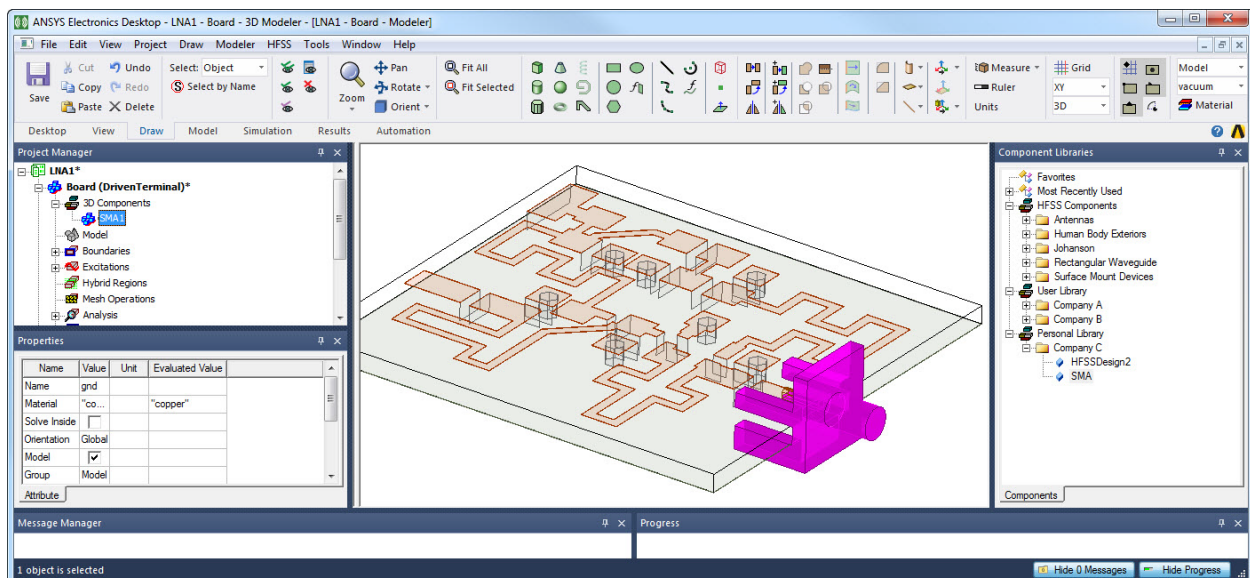 ANSYS Electronics Desktop - LNA1 - Board - 3D Modeler - [LNA1 - Board - Modeler]
File Edit View Project Draw Modeler HFSS Tools Window Help
Save
Cut
Copy
Paste
Undo
Redo
Delete
Select: Object
Select by Name
Zoom
Pan
Rotate
Orient
Fit All
Fit Selected
Measure
Ruler
Units
Grid
XY
3D
Model
vacuum
Material
Desktop View Draw Model Simulation Results Automation
Project Manager
LNA1*
Board (DrivenTerminal)*
3D Components
SMA1
Model
Boundaries
Excitations
Hybrid Regions
Mesh Operations
Analysis
Properties
Name Value Unit Evaluated Value
Name gnd
Material "co... "copper"
Solve Inside
Orientation Global
Model
Group Model
Attribute
Component Libraries
Favorites
Most Recently Used
HFSS Components
Antennas
Human Body Exteriors
Johanson
Rectangular Waveguide
Surface Mount Devices
User Library
Company A
Company B
Personal Library
Company C
HFSSDesign2
SMA
Components
Message Manager
Progress
1 object is selected
Hide 0 Messages
Hide Progress